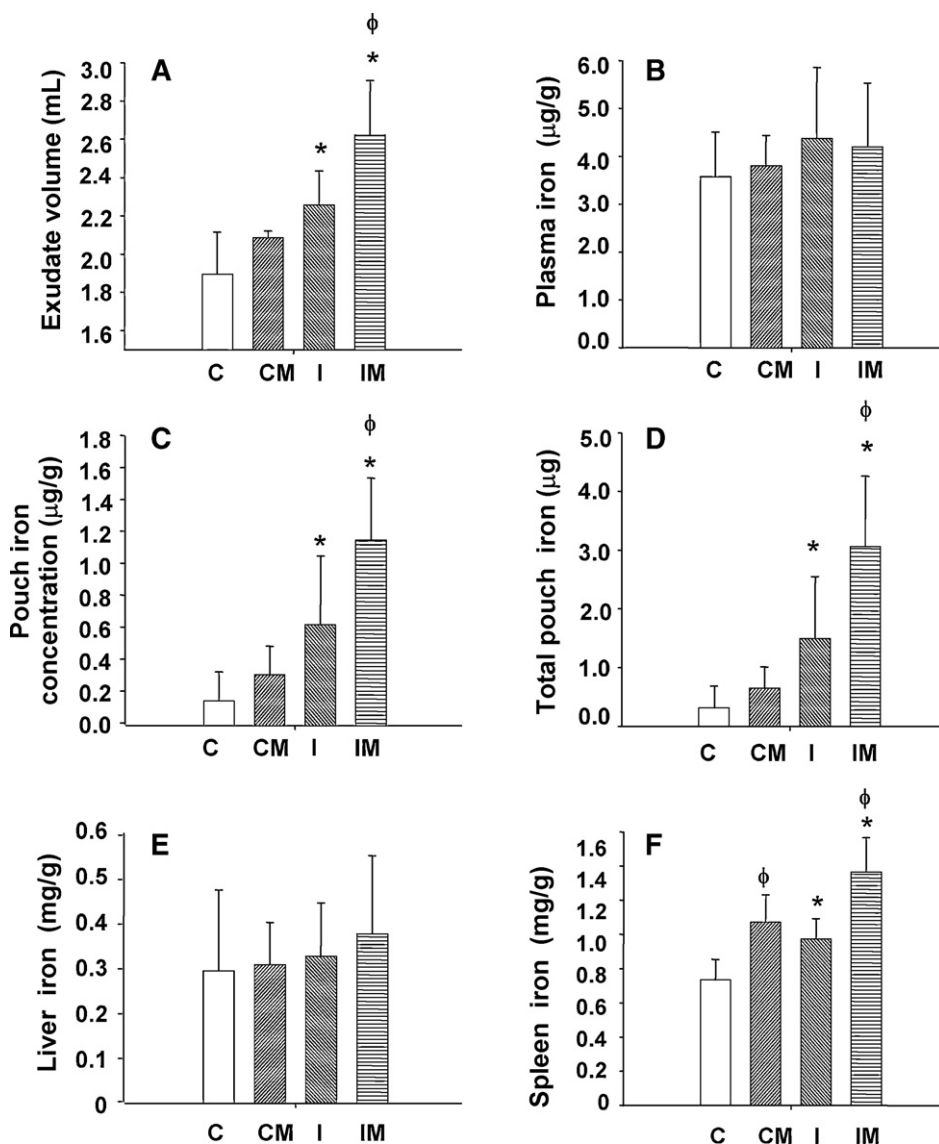 A
ϕ
*
*
Exudate volume (mL)
3.0
2.8
2.6
2.4
2.2
2.0
1.8
1.6
C CM I IM
B
Plasma iron (µg/g)
6.0
5.0
4.0
3.0
2.0
1.0
0.0
C CM I IM
C
ϕ
*
*
Pouch iron
concentration (µg/g)
1.8
1.6
1.4
1.2
1.0
0.8
0.6
0.4
0.2
0.0
C CM I IM
D
ϕ
*
*
Total pouch iron (µg)
5.0
4.0
3.0
2.0
1.0
0.0
C CM I IM
E
Liver iron (mg/g)
0.6
0.5
0.4
0.3
0.2
0.1
0
C CM I IM
F
ϕ
*
ϕ
*
Spleen iron (mg/g)
1.6
1.4
1.2
1.0
0.8
0.6
0.4
0.2
0
C CM I IM